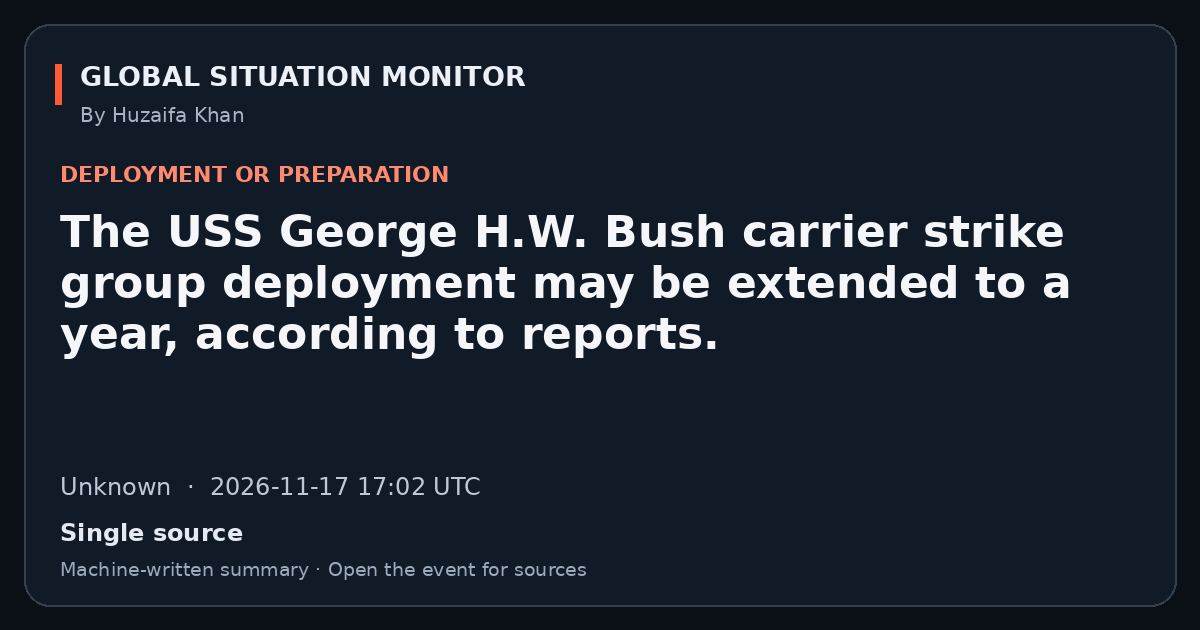 GLOBAL SITUATION MONITOR
By Huzaifa Khan
DEPLOYMENT OR PREPARATION
The USS George H.W. Bush carrier strike
group deployment may be extended to a
year, according to reports.
Unknown · 2026-11-17 17:02 UTC
Single source
Machine-written summary · Open the event for sources